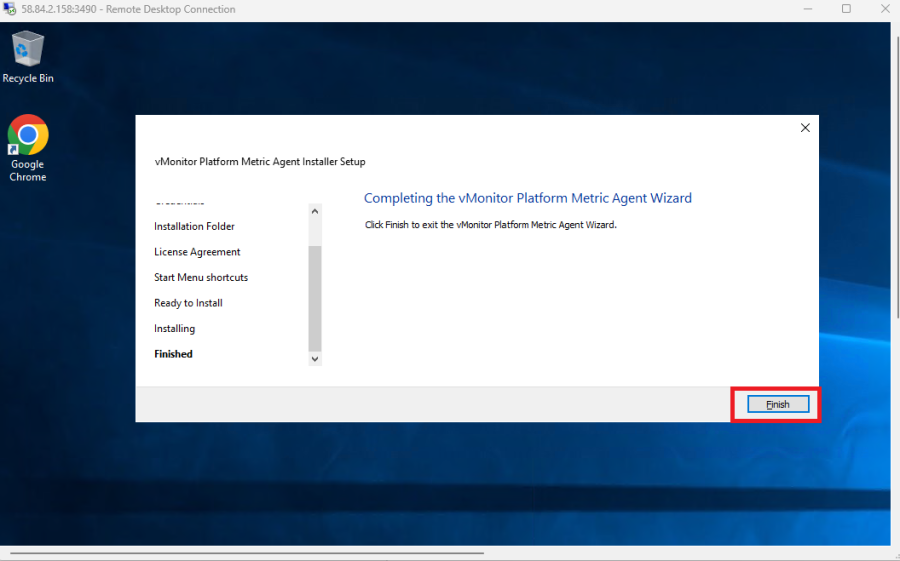 58.84.2.158:3490 - Remote Desktop Connection
Recycle Bin
Google
Chrome
vMonitor Platform Metric Agent Installer Setup
Installation Folder
License Agreement
Start Menu shortcuts
Ready to Install
Installing
Finished
Completing the vMonitor Platform Metric Agent Wizard
Click Finish to exit the vMonitor Platform Metric Agent Wizard.
Finish